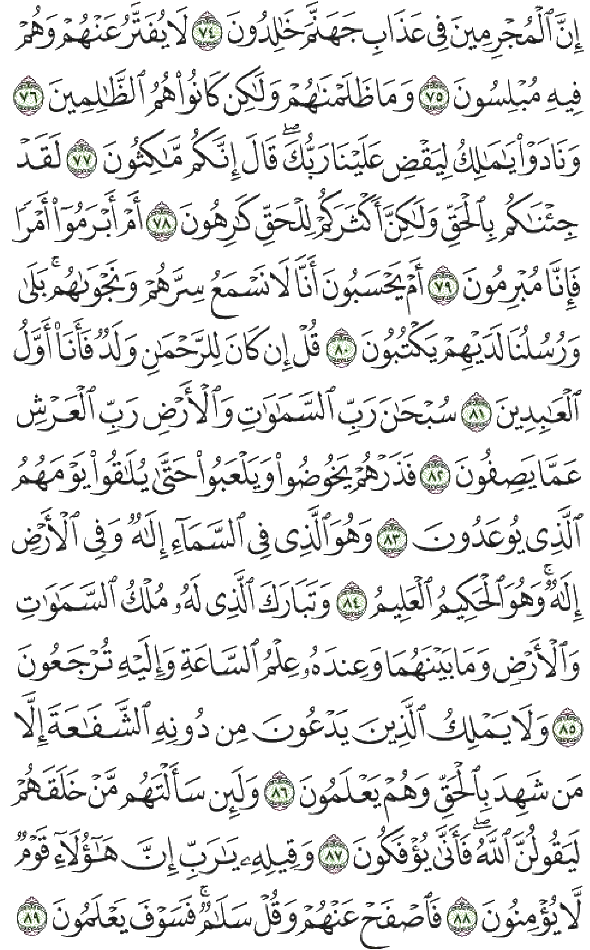 إِنَّ ٱلْمُجْرِمِينَ فِى عَذَابِ جَهَنَّمَ خَٰلِدُونَ ٧٤ لَا يُفَتَّرُ عَنْهُمْ وَهُمْ
فِيهِ مُبْلِسُونَ ٧٥ وَمَا ظَلَمْنَٰهُمْ وَلَٰكِن كَانُوا۟ هُمُ ٱلظَّٰلِمِينَ ٧٦
وَنَادَوْا۟ يَٰمَٰلِكُ لِيَقْضِ عَلَيْنَا رَبُّكَ ۖ قَالَ إِنَّكُم مَّٰكِثُونَ ٧٧ لَقَدْ
جِئْنَٰكُم بِٱلْحَقِّ وَلَٰكِنَّ أَكْثَرَكُمْ لِلْحَقِّ كَٰرِهُونَ ٧٨ أَمْ أَبْرَمُوٓا۟ أَمْرًا
فَإِنَّا مُبْرِمُونَ ٧٩ أَمْ يَحْسَبُونَ أَنَّا لَا نَسْمَعُ سِرَّهُمْ وَنَجْوَىٰهُم ۚ بَلَىٰ
وَرُسُلُنَا لَدَيْهِمْ يَكْتُبُونَ ٨٠ قُلْ إِن كَانَ لِلرَّحْمَٰنِ وَلَدٌ فَأَنَا۠ أَوَّلُ
ٱلْعَٰبِدِينَ ٨١ سُبْحَٰنَ رَبِّ ٱلسَّمَٰوَٰتِ وَٱلْأَرْضِ رَبِّ ٱلْعَرْشِ
عَمَّا يَصِفُونَ ٨٢ فَذَرْهُمْ يَخُوضُوا۟ وَيَلْعَبُوا۟ حَتَّىٰ يُلَٰقُوا۟ يَوْمَهُمُ
ٱلَّذِى يُوعَدُونَ ٨٣ وَهُوَ ٱلَّذِى فِى ٱلسَّمَآءِ إِلَٰهٌ وَفِى ٱلْأَرْضِ
إِلَٰهٌ ۚ وَهُوَ ٱلْحَكِيمُ ٱلْعَلِيمُ ٨٤ وَتَبَارَكَ ٱلَّذِى لَهُۥ مُلْكُ ٱلسَّمَٰوَٰتِ
وَٱلْأَرْضِ وَمَا بَيْنَهُمَا وَعِندَهُۥ عِلْمُ ٱلسَّاعَةِ وَإِلَيْهِ تُرْجَعُونَ
٨٥ وَلَا يَمْلِكُ ٱلَّذِينَ يَدْعُونَ مِن دُونِهِ ٱلشَّفَٰعَةَ إِلَّا
مَن شَهِدَ بِٱلْحَقِّ وَهُمْ يَعْلَمُونَ ٨٦ وَلَئِن سَأَلْتَهُم مَّنْ خَلَقَهُمْ
لَيَقُولُنَّ ٱللَّهُ ۖ فَأَنَّىٰ يُؤْفَكُونَ ٨٧ وَقِيلِهِۦ يَٰرَبِّ إِنَّ هَٰٓؤُلَآءِ قَوْمٌ
لَّا يُؤْمِنُونَ ٨٨ فَٱصْفَحْ عَنْهُمْ وَقُلْ سَلَٰمٌ ۚ فَسَوْفَ يَعْلَمُونَ ٨٩